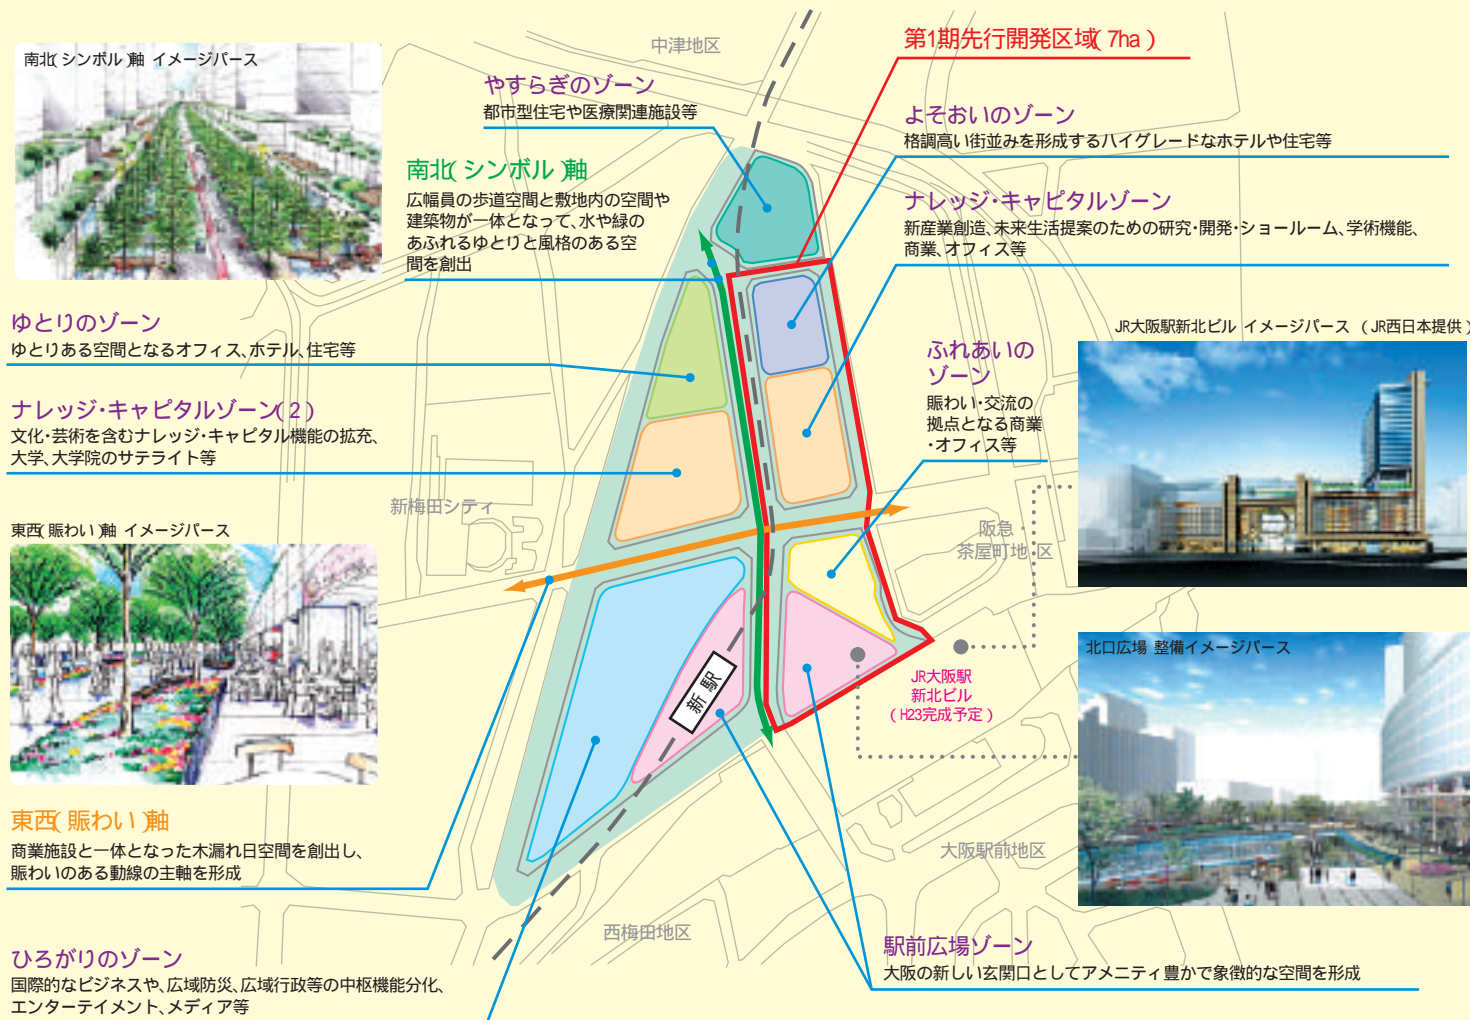 南北(シンボル)軸 イメージパース
中津地区
第1期先行開発区域(7ha)
やすらぎのゾーン
都市型住宅や医療関連施設等
よそおいのゾーン
格調高い街並みを形成するハイグレードなホテルや住宅等
南北(シンボル)軸
広幅員の歩道空間と敷地内の空間や
建築物が一体となって、水や緑の
あふれるゆとりと風格のある空
間を創出
ナレッジ・キャピタルゾーン
新産業創造、未来生活提案のための研究・開発・ショールーム、学術機能、
商業、オフィス等
ゆとりのゾーン
ゆとりある空間となるオフィス、ホテル、住宅等
JR大阪駅新北ビル イメージパース (JR西日本提供)
ふれあいの
ゾーン
賑わい・交流の
拠点となる商業
・オフィス等
ナレッジ・キャピタルゾーン(2)
文化・芸術を含むナレッジ・キャピタル機能の拡充、
大学、大学院のサテライト等
新梅田シティ
東西(賑わい)軸 イメージパース
阪急・
茶屋町地区
新駅
北口広場 整備イメージパース
JR大阪駅
新北ビル
(H23完成予定)
東西(賑わい)軸
商業施設と一体となった木漏れ日空間を創出し、
賑わいのある動線の主軸を形成
大阪駅前地区
西梅田地区
駅前広場ゾーン
大阪の新しい玄関口としてアメニティ豊かで象徴的な空間を形成
ひろがりのゾーン
国際的なビジネスや、広域防災、広域行政等の中枢機能分化、
エンターテイメント、メディア等